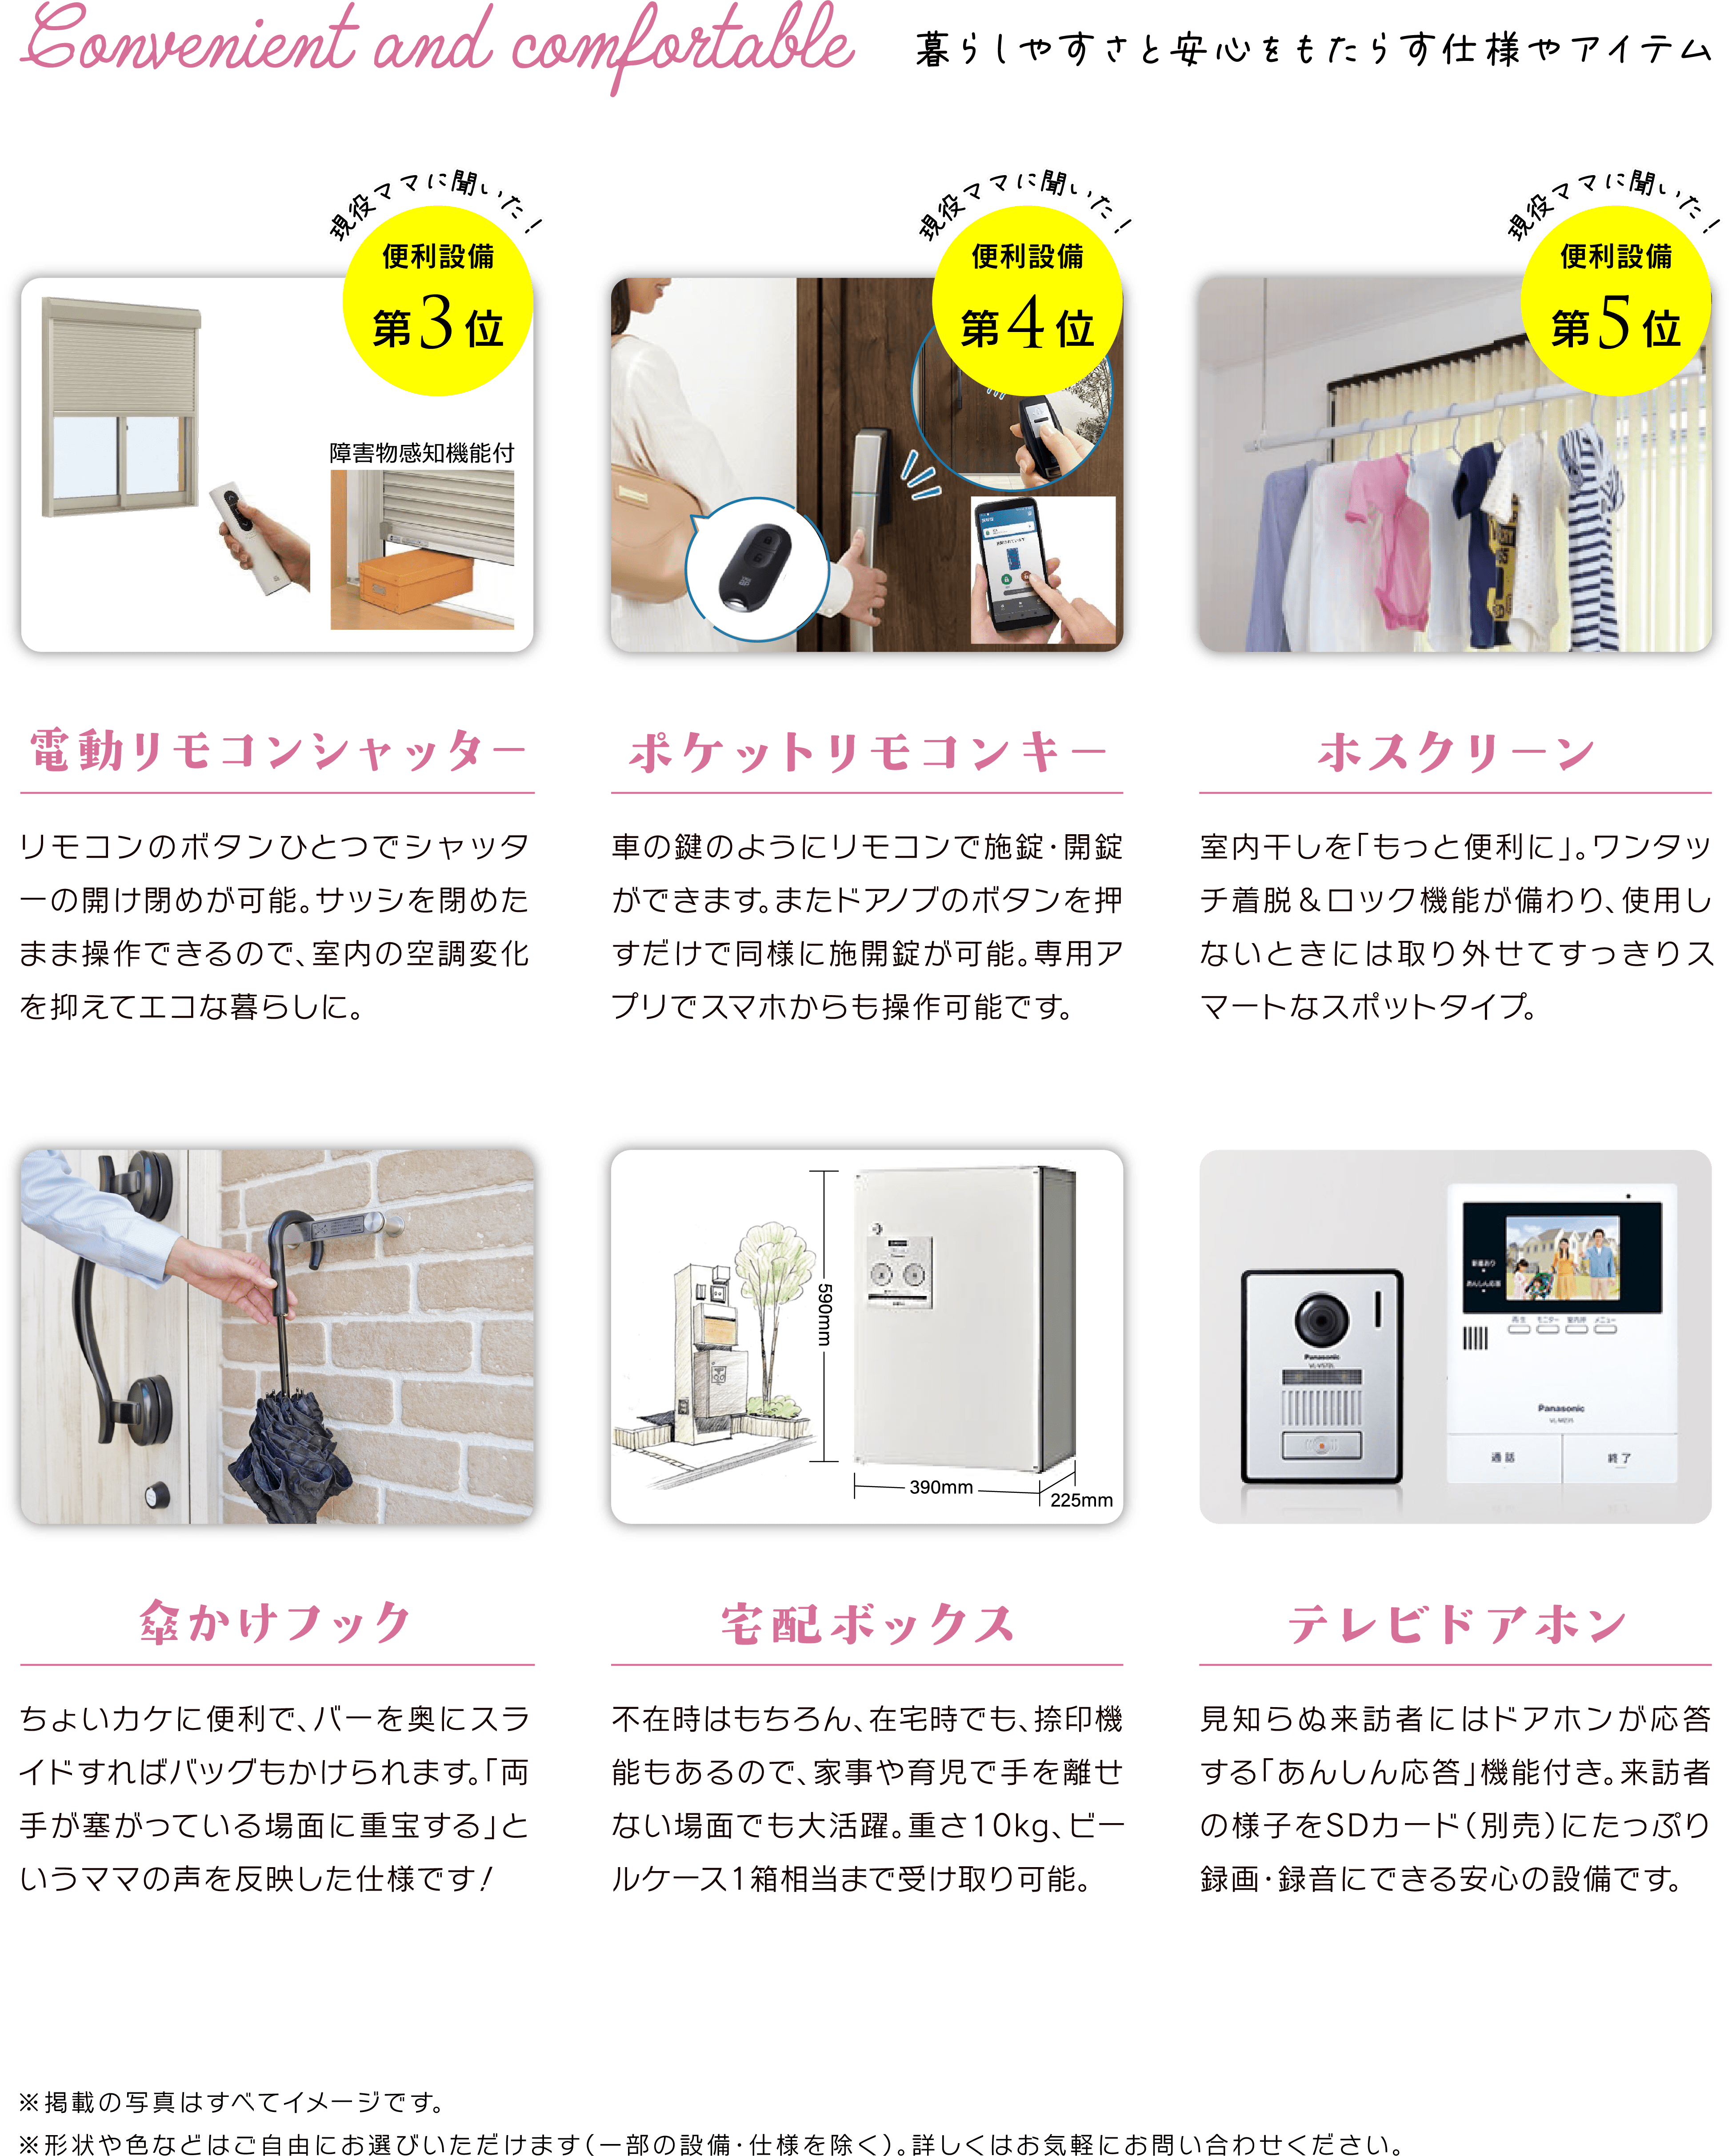 Convenient and comfortable
暮らしやすさと安心をもたらす仕様やアイテム
現役ママに聞いた!
便利設備
第3位
障害物感知機能付
現役ママに聞いた!
便利設備
第4位
現役ママに聞いた!
便利設備
第5位
電動リモコンシャッター
リモコンのボタンひとつでシャッタ
ーの開け閉めが可能。サッシを閉めた
まま操作できるので、室内の空調変化
を抑えてエコな暮らしに。
ポケットリモコンキー
車の鍵のようにリモコンで施錠・開錠
ができます。またドアノブのボタンを押
すだけで同様に施開錠が可能。専用ア
プリでスマホからも操作可能です。
ホスクリーン
室内干しを「もっと便利に」。ワンタッ
チ着脱＆ロック機能が備わり、使用し
ないときには取り外せてすっきりス
マートなスポットタイプ。
590mm
390mm
225mm
Panasonic
新着あり
あんしん応答
再生 モニター 室内呼 メニュー
Panasonic
通話
終了
傘かけフック
ちょいカケに便利で、バーを奥にスラ
イドすればバッグもかけられます。「両
手が塞がっている場面に重宝する」と
いうママの声を反映した仕様です!
宅配ボックス
不在時はもちろん、在宅時でも、捺印機
能もあるので、家事や育児で手を離せ
ない場面でも大活躍。重さ10kg、ビー
ルケース1箱相当まで受け取り可能。
テレビドアホン
見知らぬ来訪者にはドアホンが応答
する「あんしん応答」機能付き。来訪者
の様子をSDカード（別売）にたっぷり
録画・録音にできる安心の設備です。
※掲載の写真はすべてイメージです。
※形状や色などはご自由にお選びいただけます（一部の設備・仕様を除く）。詳しくはお気軽にお問い合わせください。